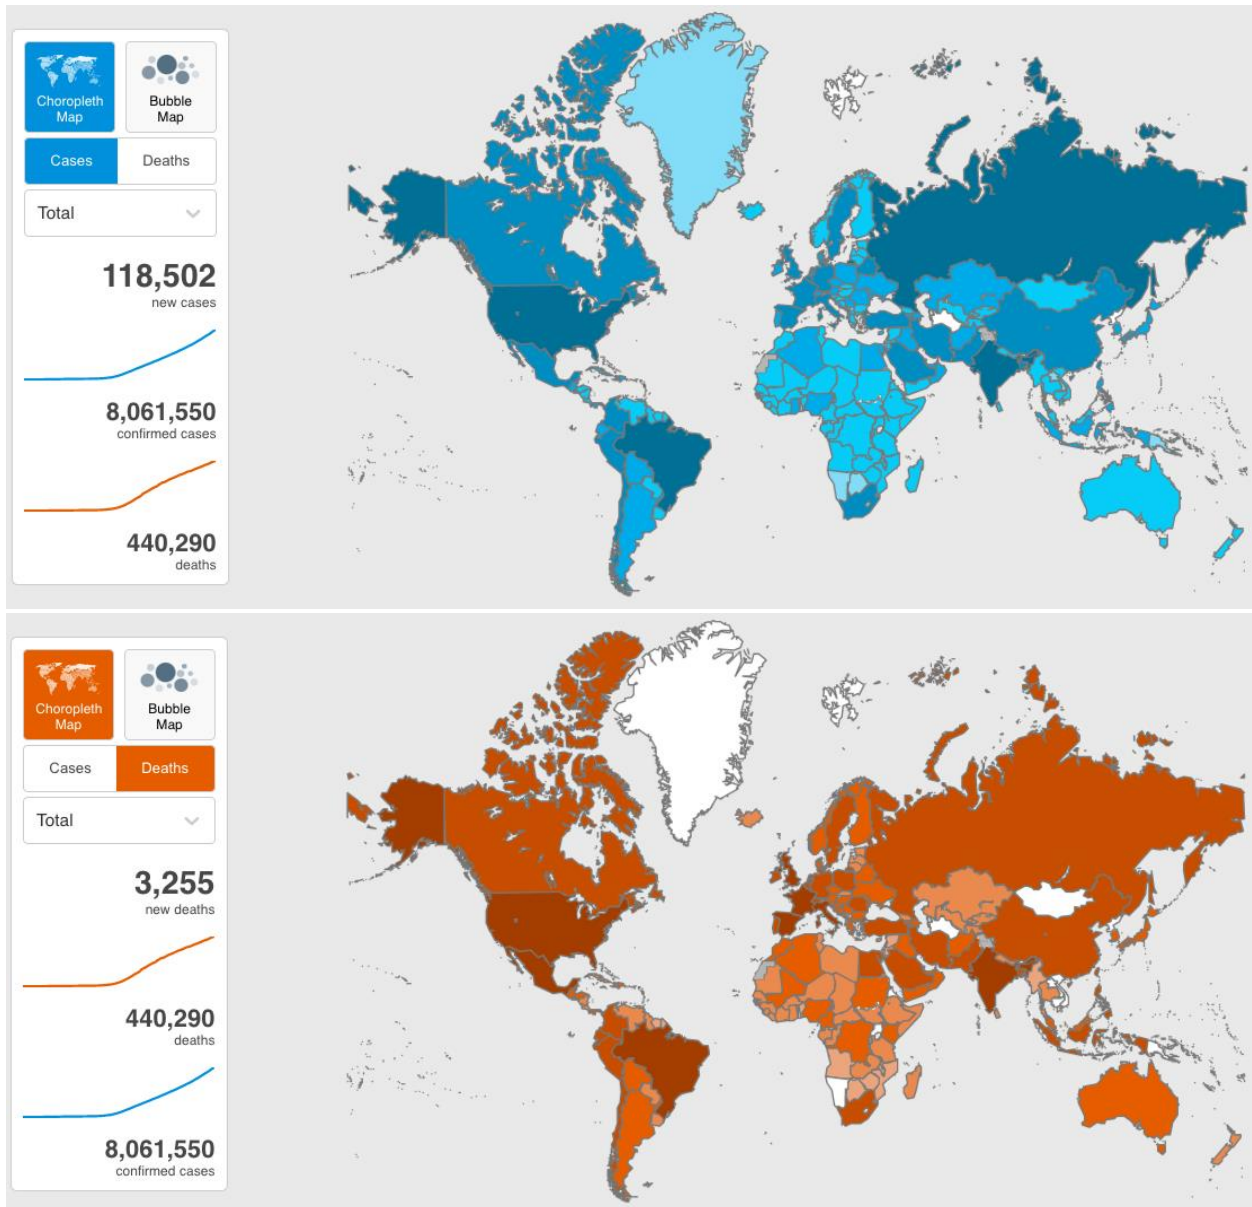 Choropleth
Map
Bubble
Map
Cases
Deaths
Total
118,502
new cases
8,061,550
confirmed cases
440,290
deaths
Choropleth
Map
Bubble
Map
Cases
Deaths
Total
3,255
new deaths
440,290
deaths
8,061,550
confirmed cases